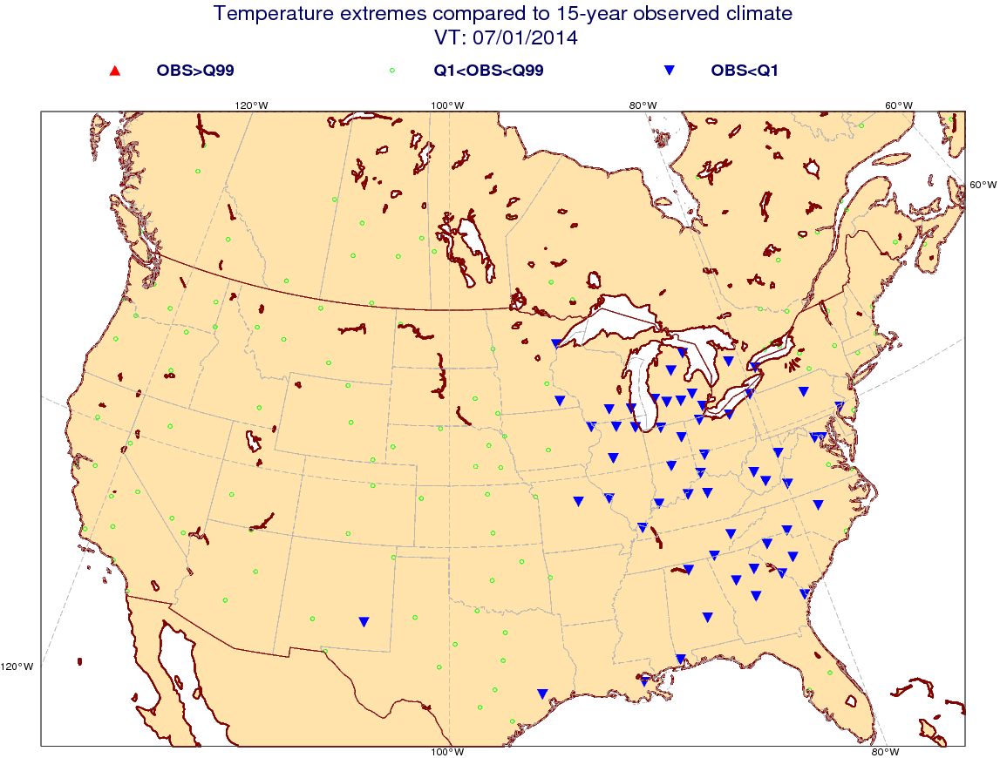 Temperature extremes compared to 15-year observed climate
VT: 07/01/2014
OBS>Q99 Q1<OBS<Q99 OBS<Q1
120°W 100°W 80°W 60°W
60°W
120°W
100°W 80°W